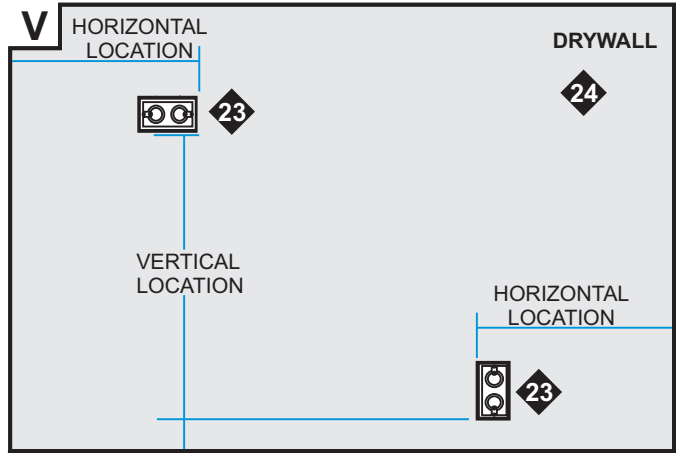 V
HORIZONTAL
LOCATION
DRYWALL
24
23
VERTICAL
LOCATION
HORIZONTAL
LOCATION
23